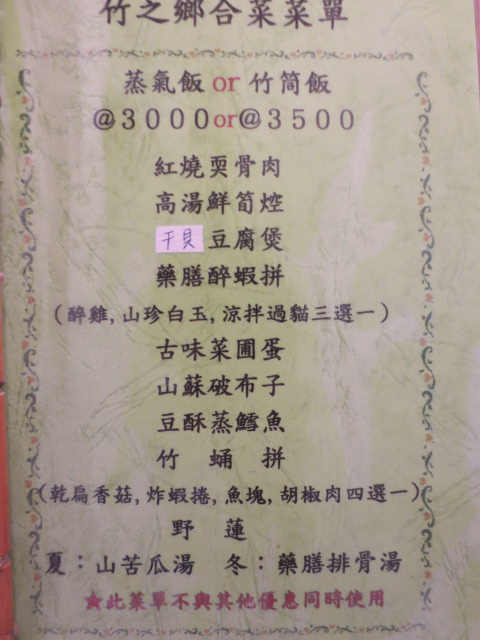 竹之鄉合菜菜單
蒸氣飯 or 竹筒飯
@3000or@3500
紅燒耎骨肉
高湯鮮筍焢
干貝豆腐煲
藥膳醉蝦拼
(醉雞,山珍白玉,涼拌過貓三選一)
古味菜圃蛋
山蘇破布子
豆酥蒸鱈魚
竹 蛹 拼
(乾扁香菇,炸蝦捲,魚塊,胡椒肉四選一)
野 蓮
夏：山苦瓜湯 冬：藥膳排骨湯
★此菜單不與其他優惠同時使用